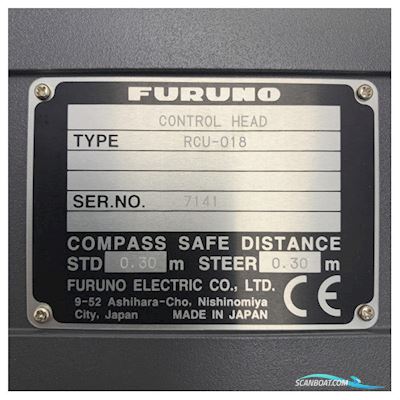 FURUNO
CONTROL HEAD
TYPE RCU-018
SER.NO. 7141
COMPASS SAFE DISTANCE
STD 0.30 m STEER 0.30 m
FURUNO ELECTRIC CO., LTD.
9-52 Ashihara-Cho, Nishinomiya
City, Japan MADE IN JAPAN
CE
SCANBOAT.COM